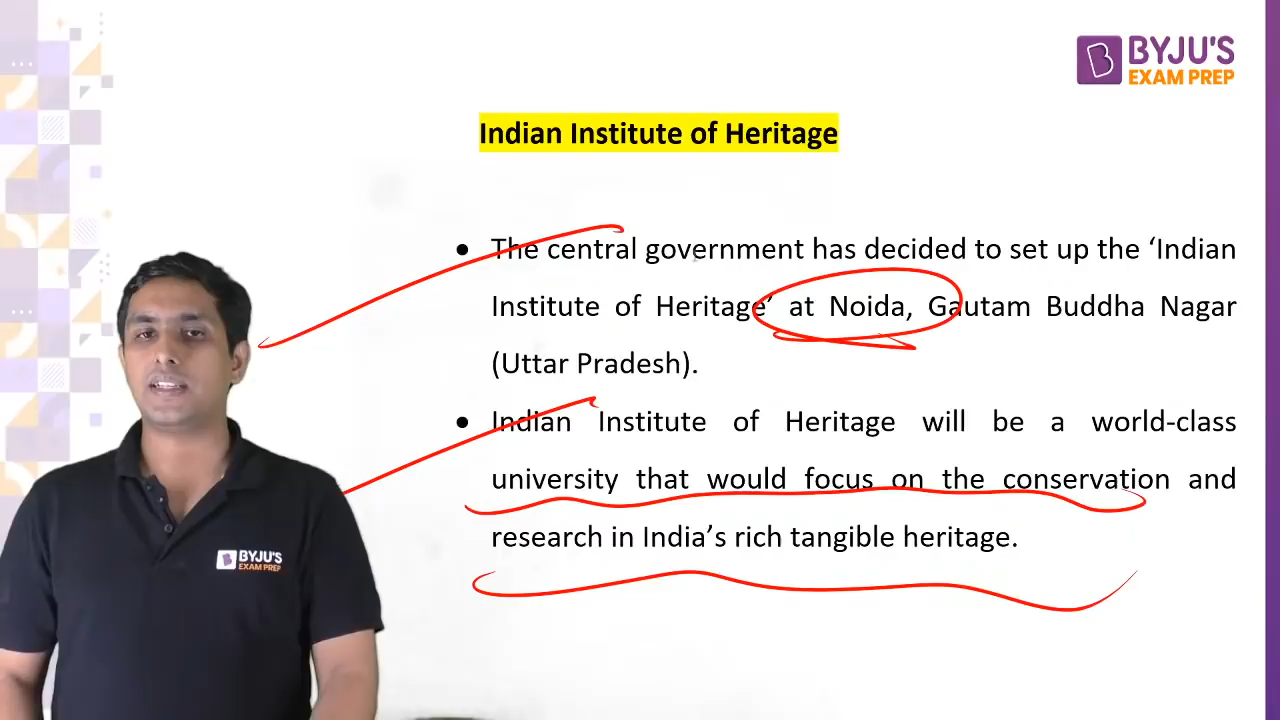 BYJU'S
EXAM PREP
Indian Institute of Heritage
• The central government has decided to set up the ‘Indian
Institute of Heritage’ at Noida, Gautam Buddha Nagar
(Uttar Pradesh).
• Indian Institute of Heritage will be a world-class
university that would focus on the conservation and
research in India’s rich tangible heritage.
BYJU'S
EXAM PREP